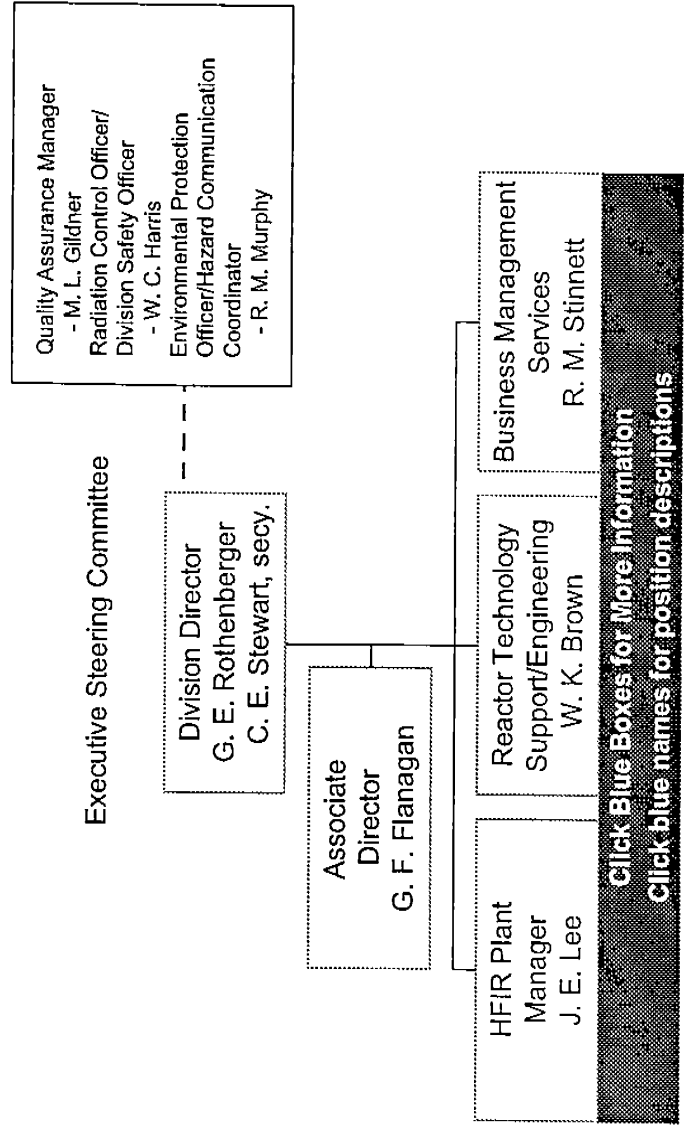 Executive Steering Committee
Quality Assurance Manager
- M. L. Gildner
Radiation Control Officer/
Division Safety Officer
- W. C. Harris
Environmental Protection
Officer/Hazard Communication
Coordinator
- R. M. Murphy
Division Director
G. E. Rothenberger
C. E. Stewart, secy.
Associate
Director
G. F. Flanagan
HFIR Plant
Manager
J. E. Lee
Reactor Technology
Support/Engineering
W. K. Brown
Business Management
Services
R. M. Stinnett
Click Blue Boxes for More Information
Click blue names for position descriptions